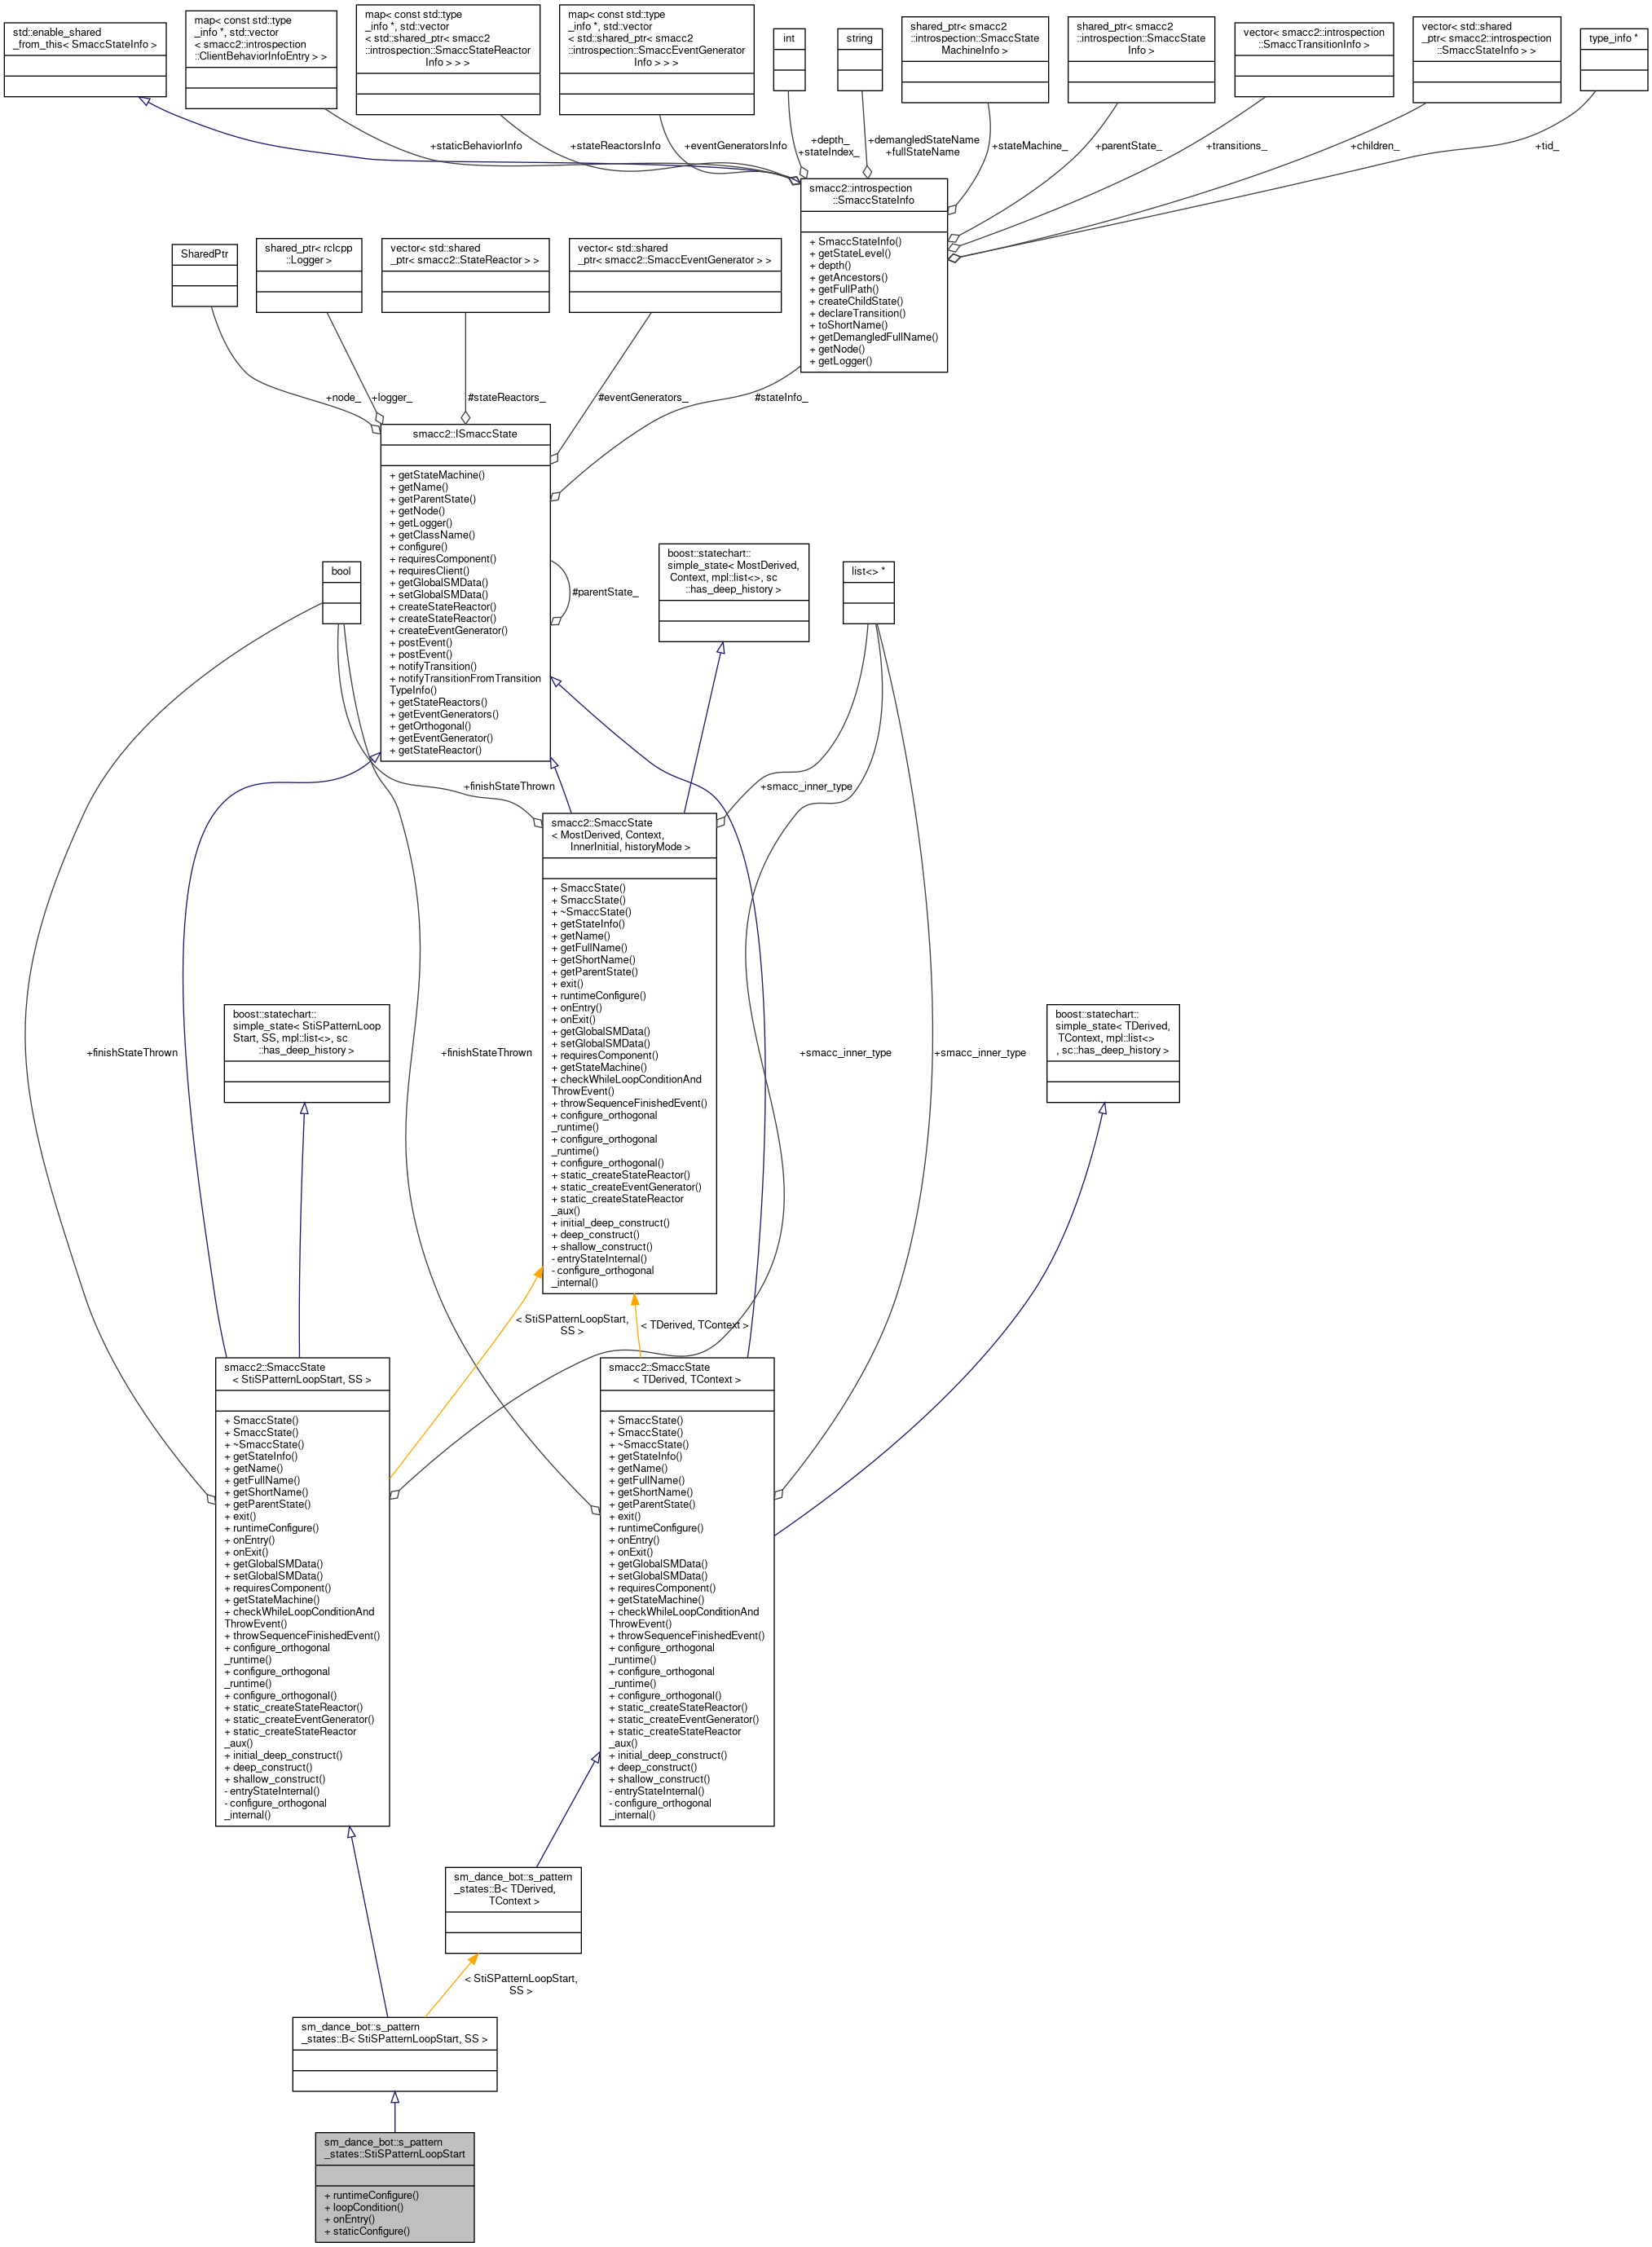 std::enable_shared
_from_this< SmaccStateInfo >
map< const std::type
_info *, std::vector
< smacc2::introspection
::ClientBehaviorInfoEntry > >
map< const std::type
_info *, std::vector
< std::shared_ptr< smacc2
::introspection::SmaccStateReactor
Info > > >
map< const std::type
_info *, std::vector
< std::shared_ptr< smacc2
::introspection::SmaccEventGenerator
Info > > >
int
string
shared_ptr< smacc2
::introspection::SmaccState
MachineInfo >
shared_ptr< smacc2
::introspection::SmaccState
Info >
vector< smacc2::introspection
::SmaccTransitionInfo >
vector< std::shared
_ptr< smacc2::introspection
::SmaccStateInfo > >
type_info *
+staticBehaviorInfo
+stateReactorsInfo
+eventGeneratorsInfo
+depth_
+stateIndex_
+demangledStateName
+fullStateName
+stateMachine_
+parentState_
+transitions_
+children_
+tid_
smacc2::introspection
::SmaccStateInfo
+ SmaccStateInfo()
+ getStateLevel()
+ depth()
+ getAncestors()
+ getFullPath()
+ createChildState()
+ declareTransition()
+ toShortName()
+ getDemangledFullName()
+ getNode()
+ getLogger()
SharedPtr
shared_ptr< rclcpp
::Logger >
vector< std::shared
_ptr< smacc2::StateReactor > >
vector< std::shared
_ptr< smacc2::SmaccEventGenerator > >
+node_
+logger_
#stateReactors_
#eventGenerators_
#stateInfo_
smacc2::ISmaccState
+ getStateMachine()
+ getName()
+ getParentState()
+ getNode()
+ getLogger()
+ getClassName()
+ configure()
+ requiresComponent()
+ requiresClient()
+ getGlobalSMData()
+ setGlobalSMData()
+ createStateReactor()
+ createStateReactor()
+ createEventGenerator()
+ postEvent()
+ postEvent()
+ notifyTransition()
+ notifyTransitionFromTransition
TypeInfo()
+ getStateReactors()
+ getEventGenerators()
+ getOrthogonal()
+ getEventGenerator()
+ getStateReactor()
#parentState_
bool
boost::statechart::
simple_state< MostDerived,
Context, mpl::list<>, sc
::has_deep_history >
list<> *
+finishStateThrown
+smacc_inner_type
smacc2::SmaccState
< MostDerived, Context,
InnerInitial, historyMode >
+ SmaccState()
+ SmaccState()
+ ~SmaccState()
+ getStateInfo()
+ getName()
+ getFullName()
+ getShortName()
+ getParentState()
+ exit()
+ runtimeConfigure()
+ onEntry()
+ onExit()
+ getGlobalSMData()
+ setGlobalSMData()
+ requiresComponent()
+ getStateMachine()
+ checkWhileLoopConditionAnd
ThrowEvent()
+ throwSequenceFinishedEvent()
+ configure_orthogonal
_runtime()
+ configure_orthogonal
_runtime()
+ configure_orthogonal()
+ static_createStateReactor()
+ static_createEventGenerator()
+ static_createStateReactor
_aux()
+ initial_deep_construct()
+ deep_construct()
+ shallow_construct()
- entryStateInternal()
- configure_orthogonal
_internal()
boost::statechart::
simple_state< StiSPatternLoop
Start, SS, mpl::list<>, sc
::has_deep_history >
boost::statechart::
simple_state< TDerived,
TContext, mpl::list<>
, sc::has_deep_history >
+finishStateThrown
+finishStateThrown
+smacc_inner_type
+smacc_inner_type
< StiSPatternLoopStart,
SS >
< TDerived, TContext >
smacc2::SmaccState
< StiSPatternLoopStart, SS >
+ SmaccState()
+ SmaccState()
+ ~SmaccState()
+ getStateInfo()
+ getName()
+ getFullName()
+ getShortName()
+ getParentState()
+ exit()
+ runtimeConfigure()
+ onEntry()
+ onExit()
+ getGlobalSMData()
+ setGlobalSMData()
+ requiresComponent()
+ getStateMachine()
+ checkWhileLoopConditionAnd
ThrowEvent()
+ throwSequenceFinishedEvent()
+ configure_orthogonal
_runtime()
+ configure_orthogonal
_runtime()
+ configure_orthogonal()
+ static_createStateReactor()
+ static_createEventGenerator()
+ static_createStateReactor
_aux()
+ initial_deep_construct()
+ deep_construct()
+ shallow_construct()
- entryStateInternal()
- configure_orthogonal
_internal()
smacc2::SmaccState
< TDerived, TContext >
+ SmaccState()
+ SmaccState()
+ ~SmaccState()
+ getStateInfo()
+ getName()
+ getFullName()
+ getShortName()
+ getParentState()
+ exit()
+ runtimeConfigure()
+ onEntry()
+ onExit()
+ getGlobalSMData()
+ setGlobalSMData()
+ requiresComponent()
+ getStateMachine()
+ checkWhileLoopConditionAnd
ThrowEvent()
+ throwSequenceFinishedEvent()
+ configure_orthogonal
_runtime()
+ configure_orthogonal
_runtime()
+ configure_orthogonal()
+ static_createStateReactor()
+ static_createEventGenerator()
+ static_createStateReactor
_aux()
+ initial_deep_construct()
+ deep_construct()
+ shallow_construct()
- entryStateInternal()
- configure_orthogonal
_internal()
sm_dance_bot::s_pattern
_states::B< TDerived,
TContext >
< StiSPatternLoopStart,
SS >
sm_dance_bot::s_pattern
_states::B< StiSPatternLoopStart, SS >
sm_dance_bot::s_pattern
_states::StiSPatternLoopStart
+ runtimeConfigure()
+ loopCondition()
+ onEntry()
+ staticConfigure()